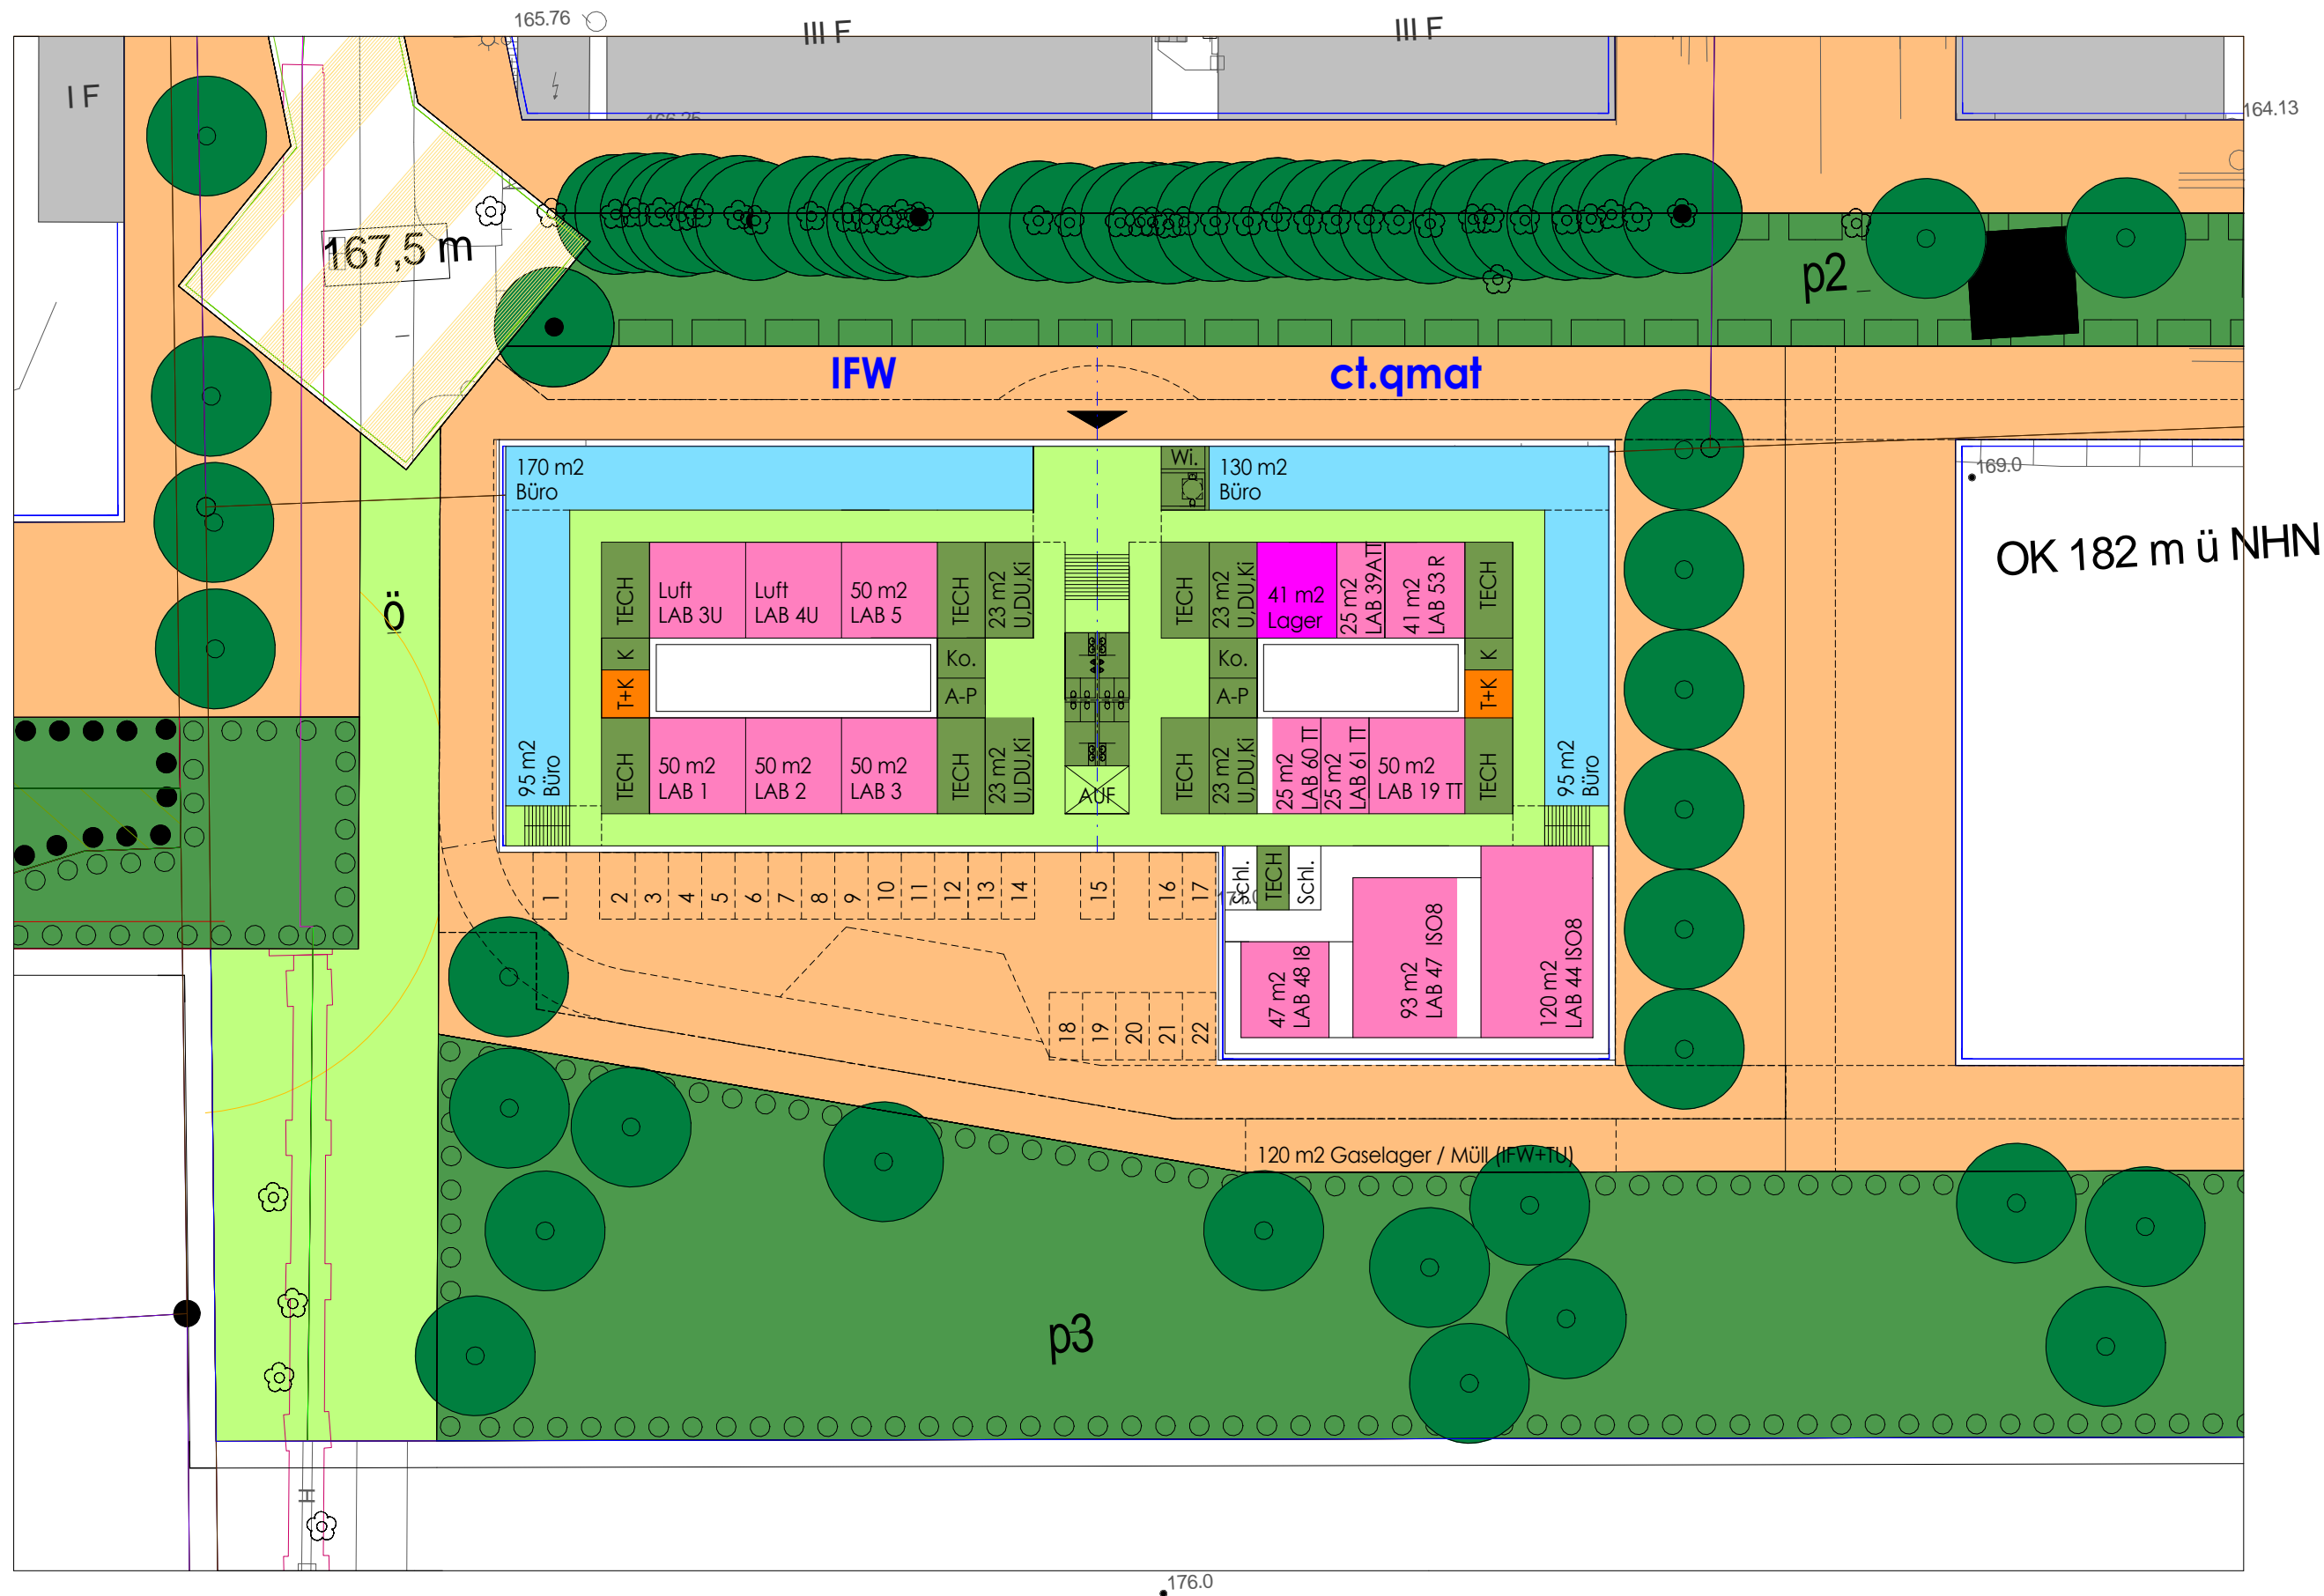 165.76
III F
III F
I F
166.25
164.13
167,5 m
p2
IFW
ct.qmat
170 m2
Büro
Wi.
130 m2
Büro
169.0
OK 182 m ü NHN
Ö
TECH
Luft
LAB 3U
Luft
LAB 4U
50 m2
LAB 5
TECH
23 m2
U,DU,Ki
TECH
23 m2
U,DU,Ki
41 m2
Lager
25 m2
LAB 39ATT
41 m2
LAB 53 R
TECH
K
Ko.
Ko.
K
T+K
A-P
A-P
T+K
95 m2
Büro
TECH
50 m2
LAB 1
50 m2
LAB 2
50 m2
LAB 3
TECH
23 m2
U,DU,Ki
AUF
TECH
23 m2
U,DU,Ki
25 m2
LAB 60 TT
25 m2
LAB 61 TT
50 m2
LAB 19 TT
TECH
95 m2
Büro
1
2
3
4
5
6
7
8
9
10
11
12
13
14
15
16
17
Schl.
TECH
Schl.
47 m2
LAB 48 I8
93 m2
LAB 47 ISO8
120 m2
LAB 44 ISO8
18
19
20
21
22
120 m2 Gaselager / Müll (IFW+TU)
p3
H
176.0